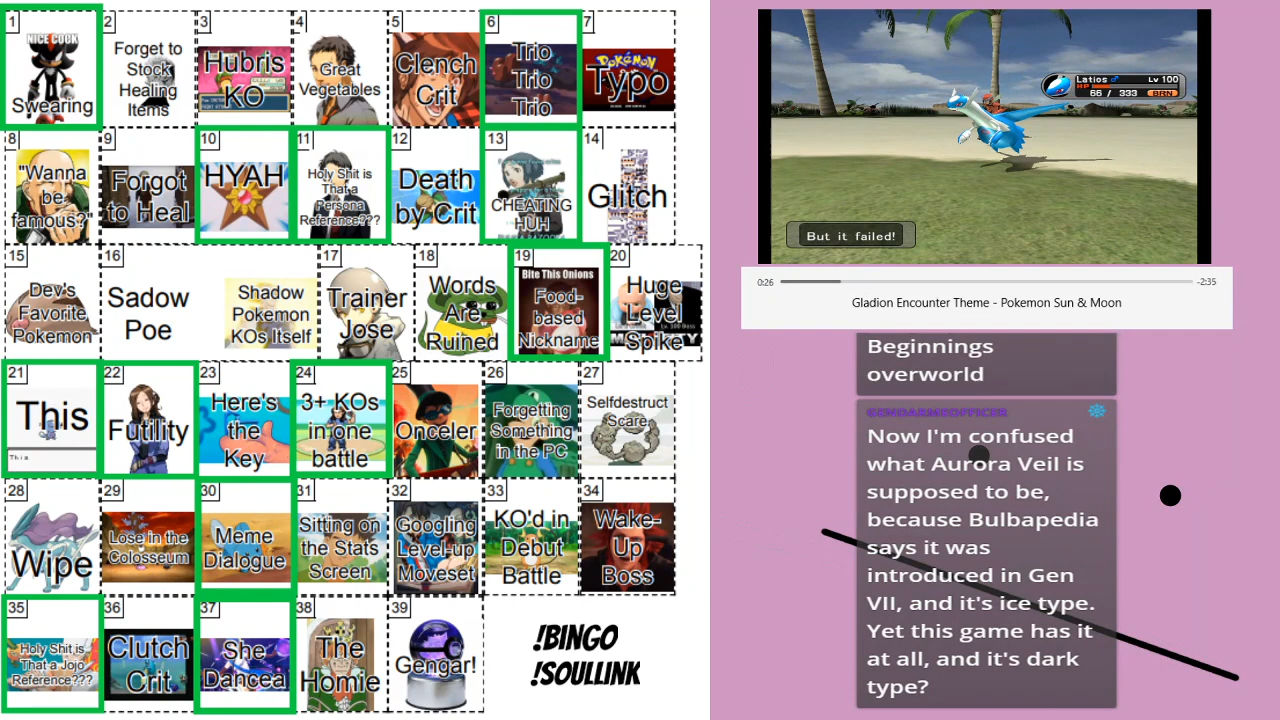 1
NICE COCK
Swearing
2
Forget to
Stock
Healing
Items
3
Hubris
KO
4
Great
Vegetables
5
Clench
Crit
6
Trio
Trio
Trio
7
POKéMON
Typo
8
"Wanna
be
famous?"
9
Forgot
to Heal
10
HYAH
11
Holy Shit is
That a
Persona
Reference???
12
Death
by Crit
13
CHEATING
HUH
14
Glitch
15
Dev's
Favorite
Pokemon
16
Sadow
Poe
Shadow
Pokemon
KOs Itself
17
Trainer
Jose
18
Words
Are
Ruined
19
Bite This Onions
Food-
based
Nickname
20
Huge
Level
Spike
21
This
This
22
Futility
23
Here's
the
Key
24
3+ KOs
in one
battle
25
Onceler
26
Forgetting
Something
in the PC
27
Selfdestruct
Scare
28
Wipe
29
Lose in the
Colosseum
30
Meme
Dialogue
31
Sitting on
the Stats
Screen
32
Googling
Level-up
Moveset
33
KO'd in
Debut
Battle
34
Wake-
Up
Boss
35
Holy Shit is
That a Jojo
Reference???
36
Clutch
Crit
37
She
Dancea
38
The
Homie
39
Gengar!
!BINGO
!SOULLINK
Latios ♂ Lv 100
HP
66 / 333 BRN
But it failed!
0:26 -2:35
Gladion Encounter Theme - Pokemon Sun & Moon
Beginnings
overworld
GENDARMEOFFICER
Now I'm confused
what Aurora Veil is
supposed to be,
because Bulbapedia
says it was
introduced in Gen
VII, and it's ice type.
Yet this game has it
at all, and it's dark
type?